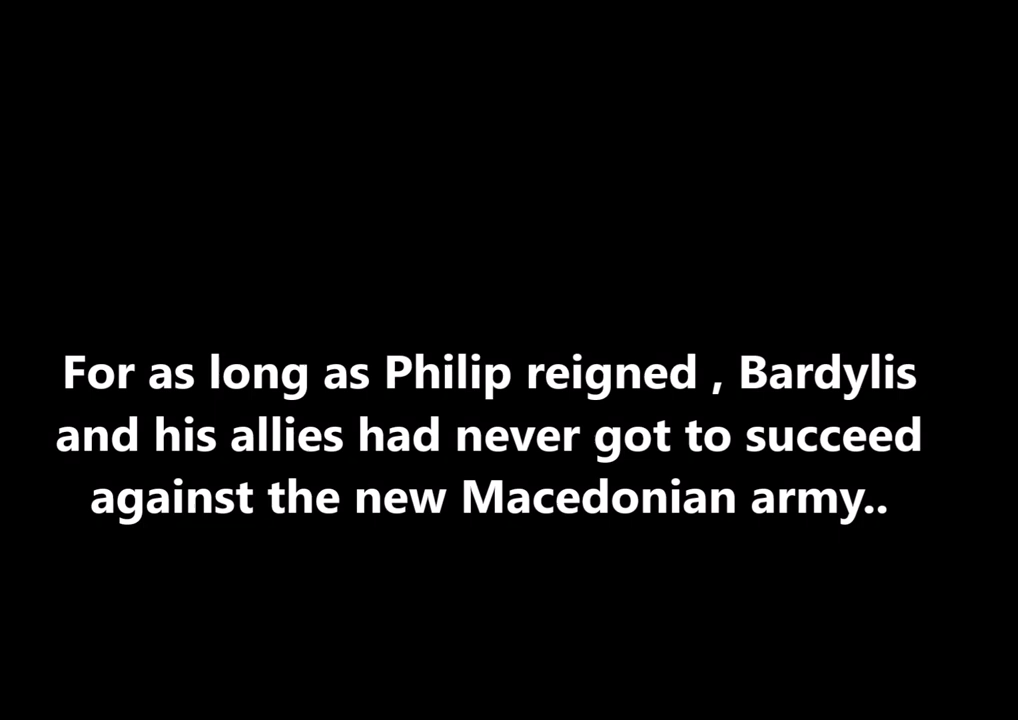 For as long as Philip reigned , Bardylis
and his allies had never got to succeed
against the new Macedonian army..